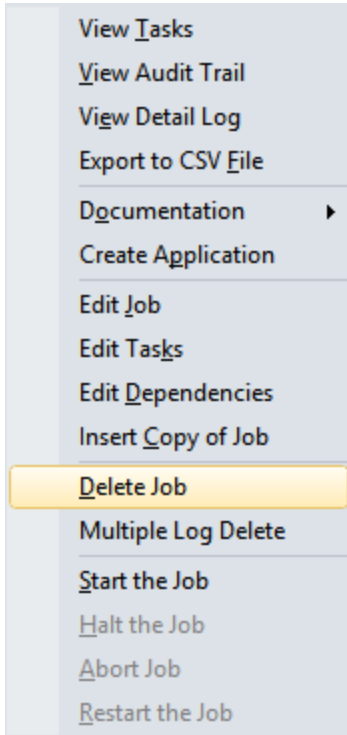 View Tasks
View Audit Trail
View Detail Log
Export to CSV File
Documentation
Create Application
Edit Job
Edit Tasks
Edit Dependencies
Insert Copy of Job
Delete Job
Multiple Log Delete
Start the Job
Halt the Job
Abort Job
Restart the Job